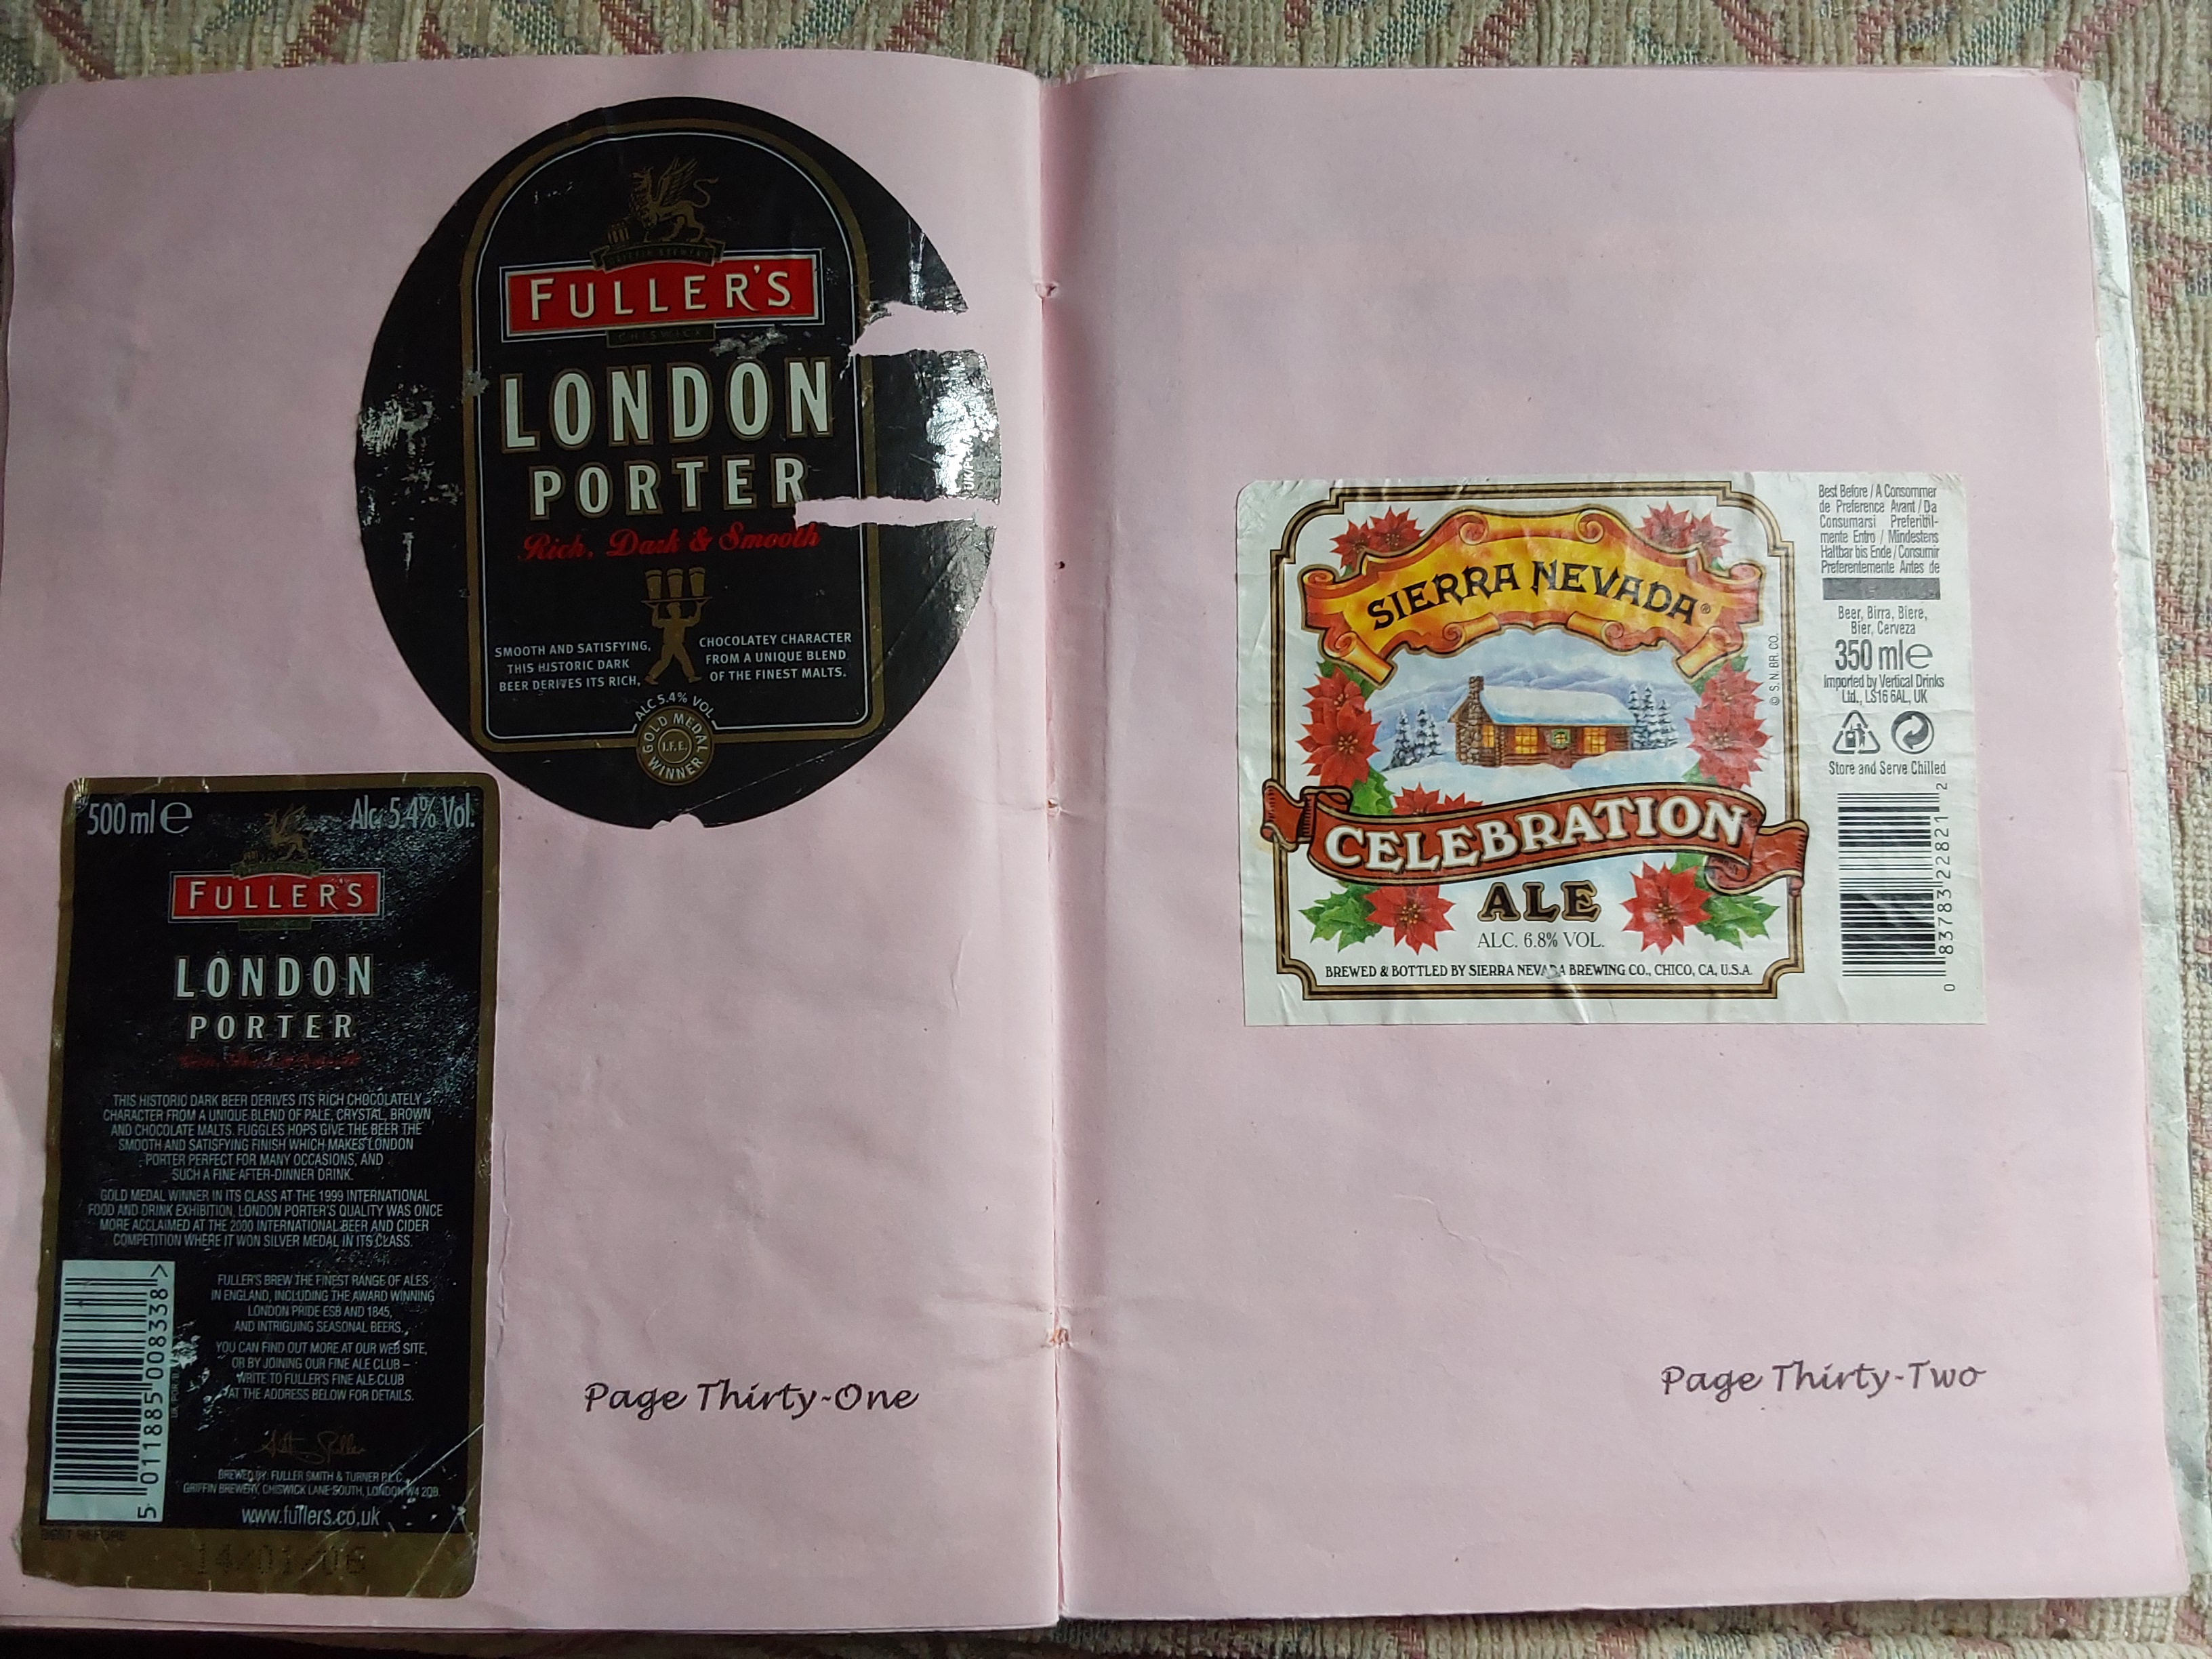 GRIFFIN BREWERY
FULLER'S
CHISWICK
LONDON
PORTER
Rich, Dark & Smooth
SMOOTH AND SATISFYING,
THIS HISTORIC DARK
BEER DERIVES ITS RICH,
CHOCOLATEY CHARACTER
FROM A UNIQUE BLEND
OF THE FINEST MALTS.
ALC 5.4% VOL
GOLD MEDAL
I.F.E.
WINNER
500 ml e
Alc. 5.4% Vol.
FULLER'S
LONDON
PORTER
THIS HISTORIC DARK BEER DERIVES ITS RICH CHOCOLATELY
CHARACTER FROM A UNIQUE BLEND OF PALE, CRYSTAL, BROWN
AND CHOCOLATE MALTS. FUGGLES HOPS GIVE THE BEER THE
SMOOTH AND SATISFYING FINISH WHICH MAKES LONDON
PORTER PERFECT FOR MANY OCCASIONS, AND
SUCH A FINE AFTER-DINNER DRINK.
GOLD MEDAL WINNER IN ITS CLASS AT THE 1999 INTERNATIONAL
FOOD AND DRINK EXHIBITION, LONDON PORTER'S QUALITY WAS ONCE
MORE ACCLAIMED AT THE 2000 INTERNATIONAL BEER AND CIDER
COMPETITION WHERE IT WON SILVER MEDAL IN ITS CLASS.
FULLER'S BREW THE FINEST RANGE OF ALES
IN ENGLAND, INCLUDING THE AWARD WINNING
LONDON PRIDE ESB AND 1845,
AND INTRIGUING SEASONAL BEERS.
YOU CAN FIND OUT MORE AT OUR WEB SITE,
OR BY JOINING OUR FINE ALE CLUB –
WRITE TO FULLER'S FINE ALE CLUB
AT THE ADDRESS BELOW FOR DETAILS.
BREWED BY: FULLER SMITH & TURNER P.L.C.,
GRIFFIN BREWERY, CHISWICK LANE SOUTH, LONDON W4 2QB.
www.fullers.co.uk
5 011885 008338 >
BEST BEFORE
14/01/06
Page Thirty-One
SIERRA NEVADA®
© S. N. BR. CO.
CELEBRATION
ALE
ALC. 6.8% VOL.
BREWED & BOTTLED BY SIERRA NEVADA BREWING CO., CHICO, CA, U.S.A.
Best Before / A Consommer
de Preference Avant / Da
Consumarsi Preferibil-
mente Entro / Mindestens
Haltbar bis Ende / Consumir
Preferentemente Antes de
Beer, Birra, Biere,
Bier, Cerveza
350 ml e
Imported by Vertical Drinks
Ltd., LS16 6AL, UK
Store and Serve Chilled
0 83783 22821 2
Page Thirty-Two